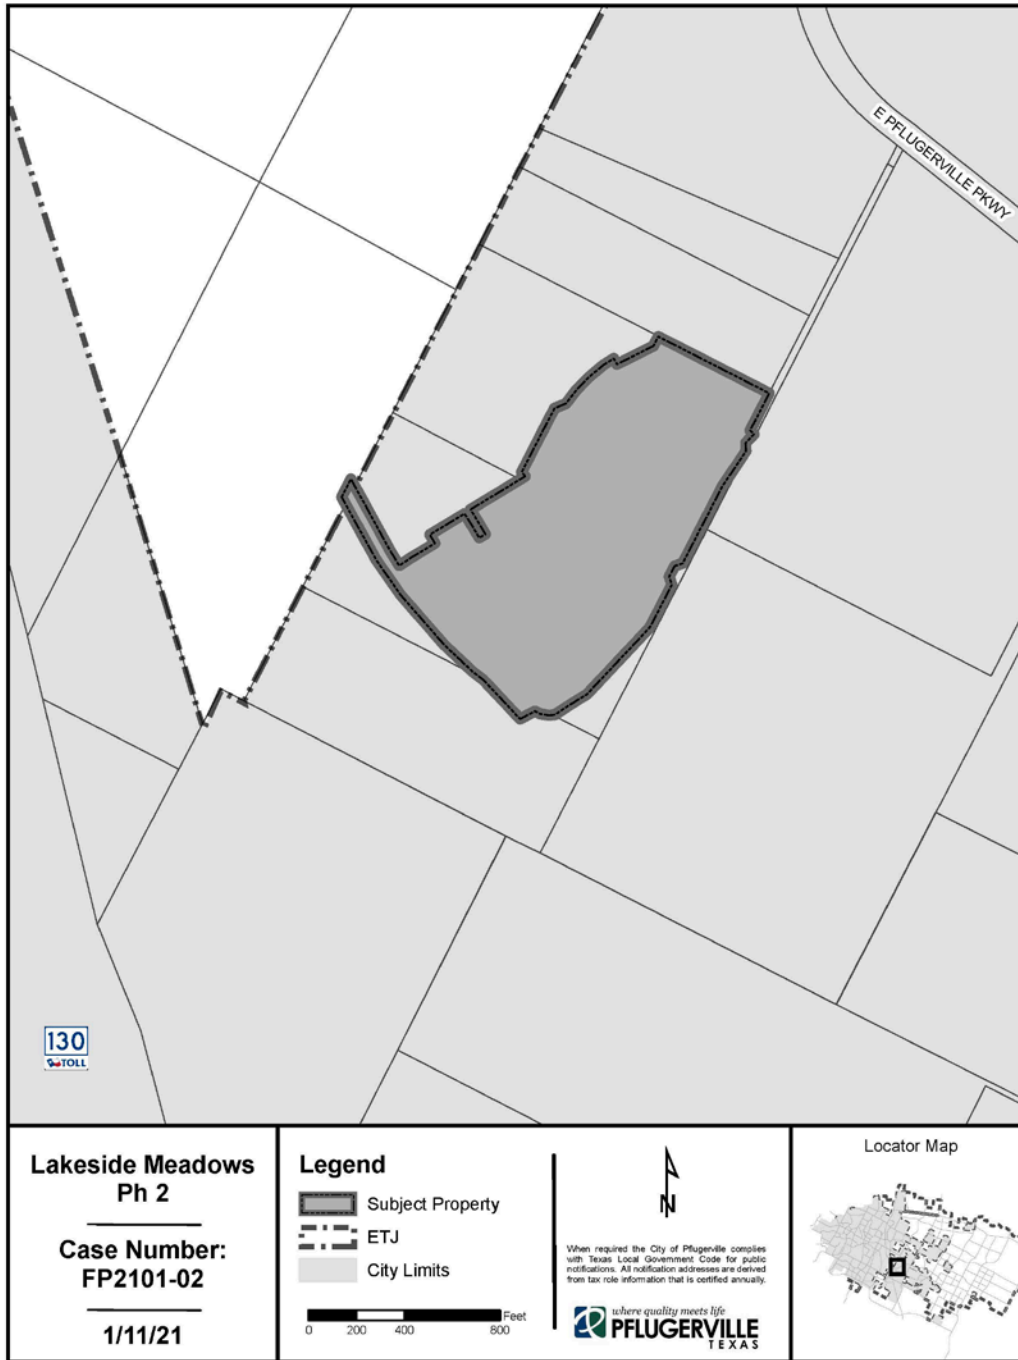 E PFLUGERVILLE PKWY
130
TOLL
Lakeside Meadows
Ph 2
Case Number:
FP2101-02
1/11/21
Legend
Subject Property
ETJ
City Limits
Feet
0 200 400 800
N
When required the City of Pflugerville complies
with Texas Local Government Code for public
notifications. All notification addresses are derived
from tax role information that is certified annually.
where quality meets life
PFLUGERVILLE
TEXAS
Locator Map